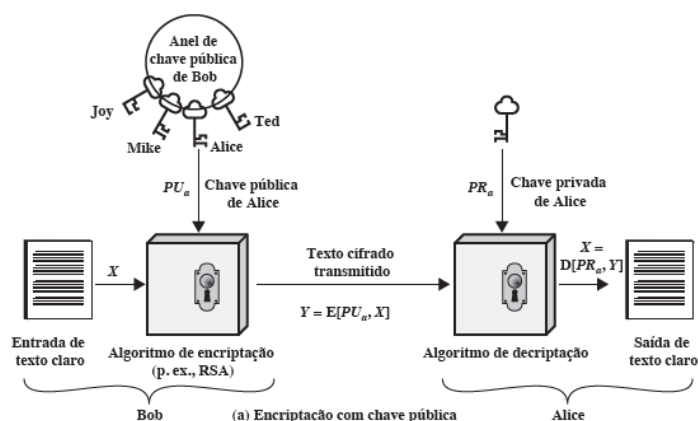 Anel de
chave pública
de Bob
Joy
Mike
Alice
Ted
PUa
Chave pública
de Alice
PRa
Chave privada
de Alice
X
Texto cifrado
transmitido
X =
D[PRa, Y]
Y = E[PUa, X]
Entrada de
texto claro
Algoritmo de encriptação
(p. ex., RSA)
Algoritmo de decriptação
Saída de
texto claro
Bob
(a) Encriptação com chave pública
Alice